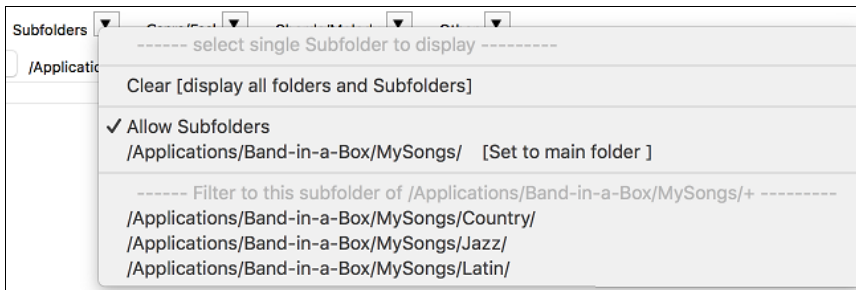 Subfolders ▼ ▼ ▼ ▼
------ select single Subfolder to display ---------
/Applicatio
Clear [display all folders and Subfolders]
✓ Allow Subfolders
/Applications/Band-in-a-Box/MySongs/ [Set to main folder ]
------ Filter to this subfolder of /Applications/Band-in-a-Box/MySongs/+ ---------
/Applications/Band-in-a-Box/MySongs/Country/
/Applications/Band-in-a-Box/MySongs/Jazz/
/Applications/Band-in-a-Box/MySongs/Latin/